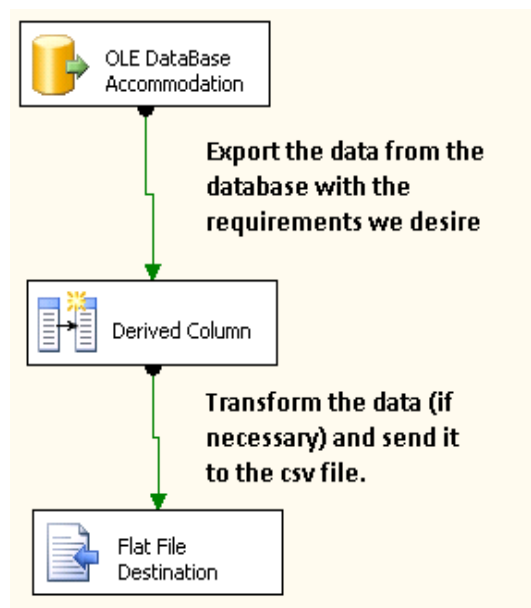 OLE DataBase
Accommodation
Export the data from the
database with the
requirements we desire
Derived Column
Transform the data (if
necessary) and send it
to the csv file.
Flat File
Destination